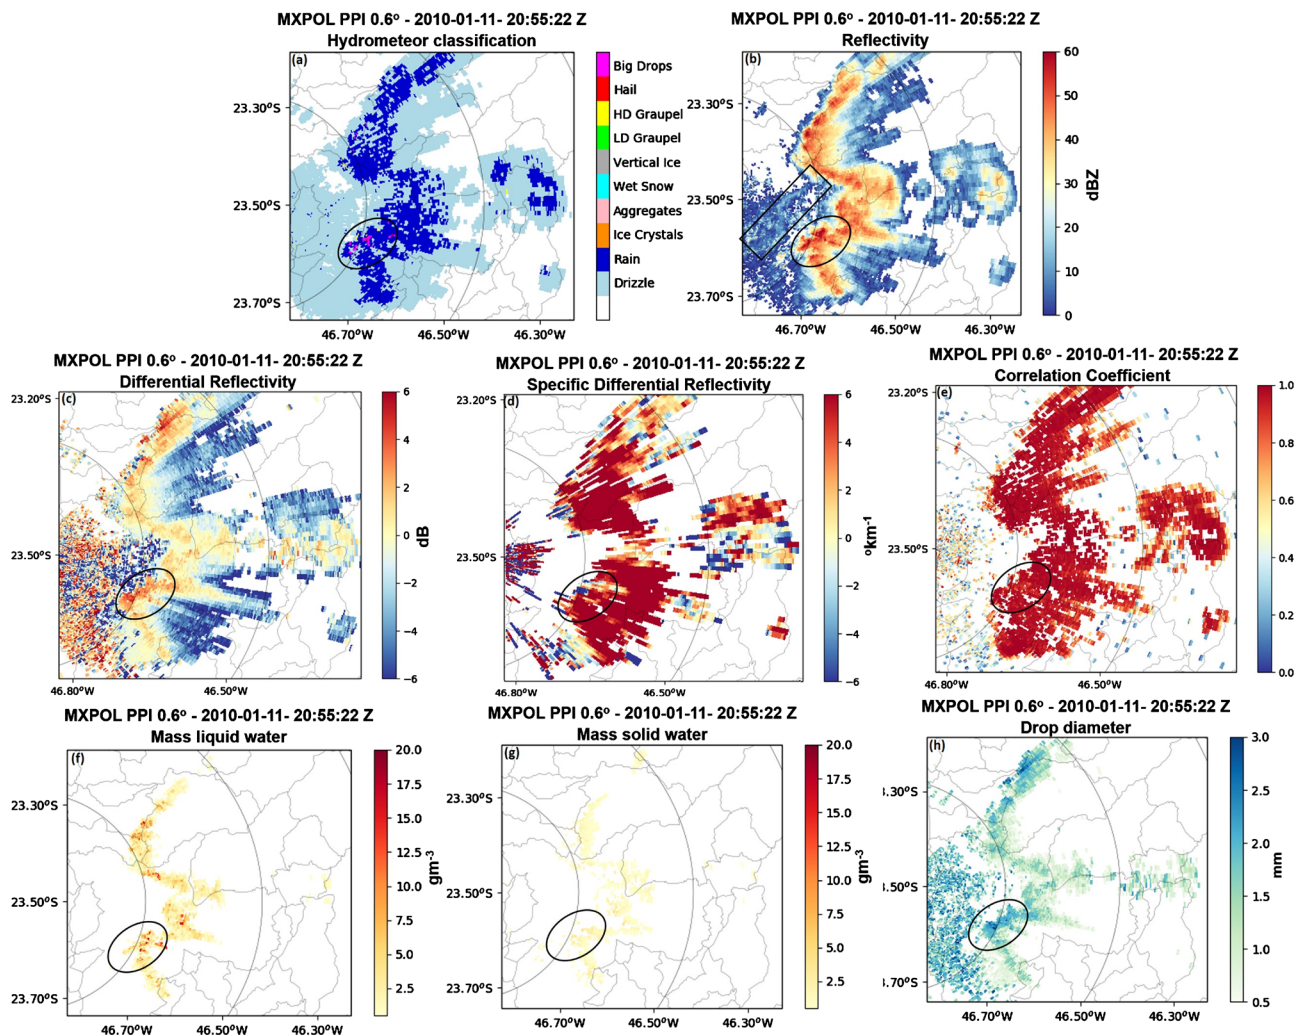 MXPOL PPI 0.6º - 2010-01-11- 20:55:22 Z
Hydrometeor classification
(a)
23.30ºS
23.50ºS
23.70ºS
46.70ºW
46.50ºW
46.30ºW
Big Drops
Hail
HD Graupel
LD Graupel
Vertical Ice
Wet Snow
Aggregates
Ice Crystals
Rain
Drizzle
MXPOL PPI 0.6º - 2010-01-11- 20:55:22 Z
Reflectivity
(b)
23.30ºS
23.50ºS
23.70ºS
46.70ºW
46.50ºW
46.30ºW
60
50
40
30
20
10
0
dBZ
MXPOL PPI 0.6º - 2010-01-11- 20:55:22 Z
Differential Reflectivity
(c)
23.20ºS
23.50ºS
46.80ºW
46.50ºW
6
4
2
0
−2
−4
−6
dB
MXPOL PPI 0.6º - 2010-01-11- 20:55:22 Z
Specific Differential Reflectivity
(d)
23.20ºS
23.50ºS
46.80ºW
46.50ºW
6
4
2
0
−2
−4
−6
ºkm⁻¹
MXPOL PPI 0.6º - 2010-01-11- 20:55:22 Z
Correlation Coefficient
(e)
23.20ºS
23.50ºS
46.80ºW
46.50ºW
1.0
0.8
0.6
0.4
0.2
0.0
MXPOL PPI 0.6º - 2010-01-11- 20:55:22 Z
Mass liquid water
(f)
23.30ºS
23.50ºS
23.70ºS
46.70ºW
46.50ºW
46.30ºW
20.0
17.5
15.0
12.5
10.0
7.5
5.0
2.5
gm⁻³
MXPOL PPI 0.6º - 2010-01-11- 20:55:22 Z
Mass solid water
(g)
23.30ºS
23.50ºS
23.70ºS
46.70ºW
46.50ºW
46.30ºW
20.0
17.5
15.0
12.5
10.0
7.5
5.0
2.5
gm⁻³
MXPOL PPI 0.6º - 2010-01-11- 20:55:22 Z
Drop diameter
(h)
3.30ºS
3.50ºS
3.70ºS
46.70ºW
46.50ºW
46.30ºW
3.0
2.5
2.0
1.5
1.0
0.5
mm